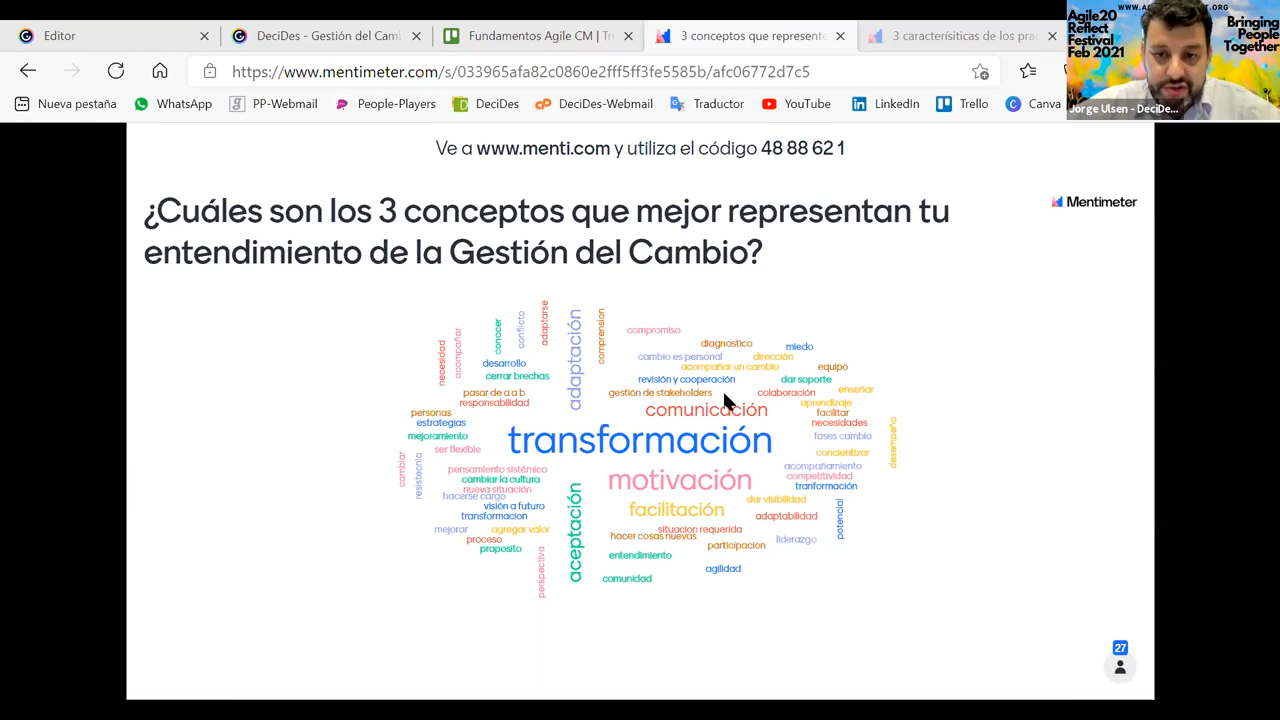 Editor
DeciDes - Gestión del Camb
Fundamentos Agile CM | Tr
3 conceptos que represente
3 caracterísiticas de los pra
https://www.mentimeter.com/s/033965afa82c0860e2fff5ff3fe5585b/afc06772d7c5
Nueva pestaña
WhatsApp
PP-Webmail
People-Players
DeciDes
DeciDes-Webmail
Traductor
YouTube
LinkedIn
Trello
Canva
Agile20
Reflect
Festival
Feb 2021
Bringing
People
Together
Jorge Ulsen - DeciDe...
Ve a www.menti.com y utiliza el código 48 88 62 1
Mentimeter
¿Cuáles son los 3 conceptos que mejor representan tu
entendimiento de la Gestión del Cambio?
necesidad
acompañar
conocer
conflicto
adaptarse
adaptación
comprension
compromiso
diagnostico
miedo
cambio es personal
dirección
acompañar un cambio
equipo
desarrollo
cerrar brechas
revisión y cooperación
dar soporte
pasar de a a b
gestión de stakeholders
colaboración
enseñar
responsabilidad
comunicación
aprendizaje
personas
facilitar
estrategias
necesidades
mejoramiento
transformación
fases cambio
desempeño
ser flexible
concientizar
cambiar
resistecnia
pensamiento sistémico
acompañamiento
cambiar la cultura
motivación
competitividad
nueva situación
tranformación
hacerse cargo
dar visibilidad
visión a futuro
facilitación
transformacion
adaptabilidad
potencial
mejorar
agregar valor
aceptación
situacion requerida
proceso
hacer cosas nuevas
liderazgo
proposito
participacion
perspectiva
entendimiento
agilidad
comunidad
27